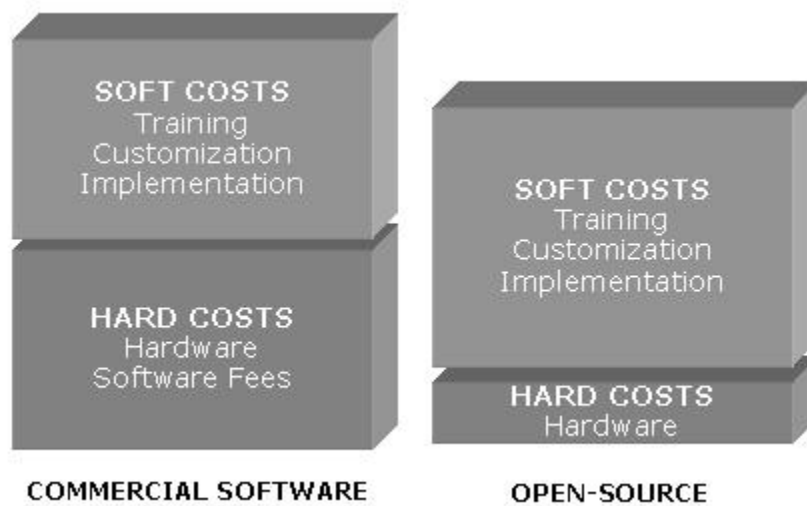 SOFT COSTS
Training
Customization
Implementation
HARD COSTS
Hardware
Software Fees
COMMERCIAL SOFTWARE
SOFT COSTS
Training
Customization
Implementation
HARD COSTS
Hardware
OPEN-SOURCE